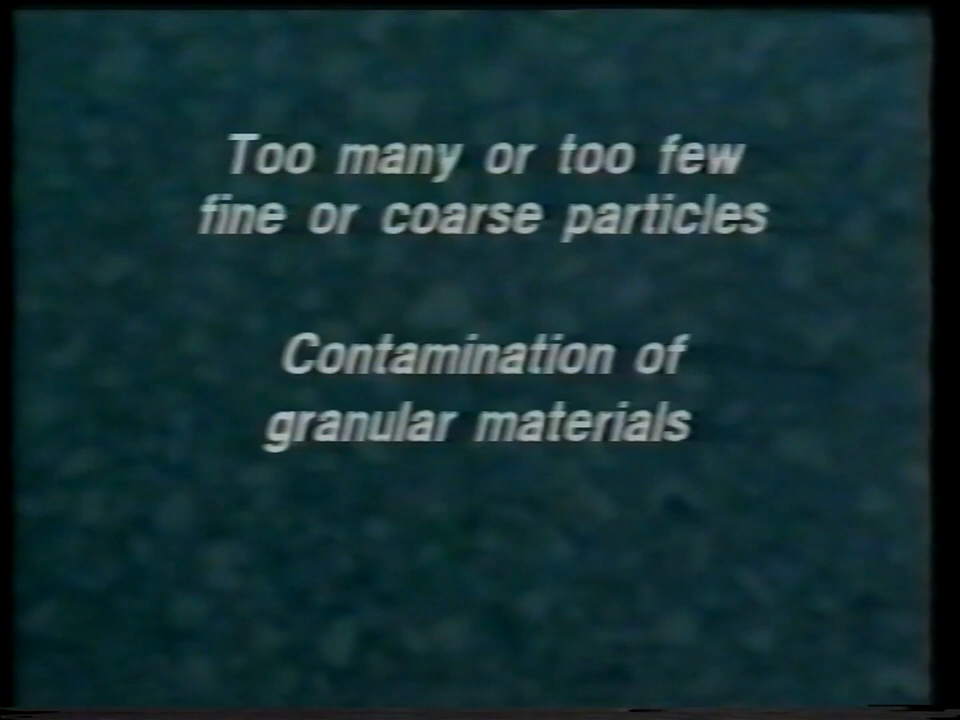 Too many or too few
fine or coarse particles
Contamination of
granular materials